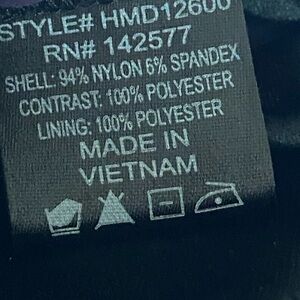 STYLE# HMD12600
RN# 142577
SHELL: 94% NYLON 6% SPANDEX
CONTRAST: 100% POLYESTER
LINING: 100% POLYESTER
MADE IN
VIETNAM